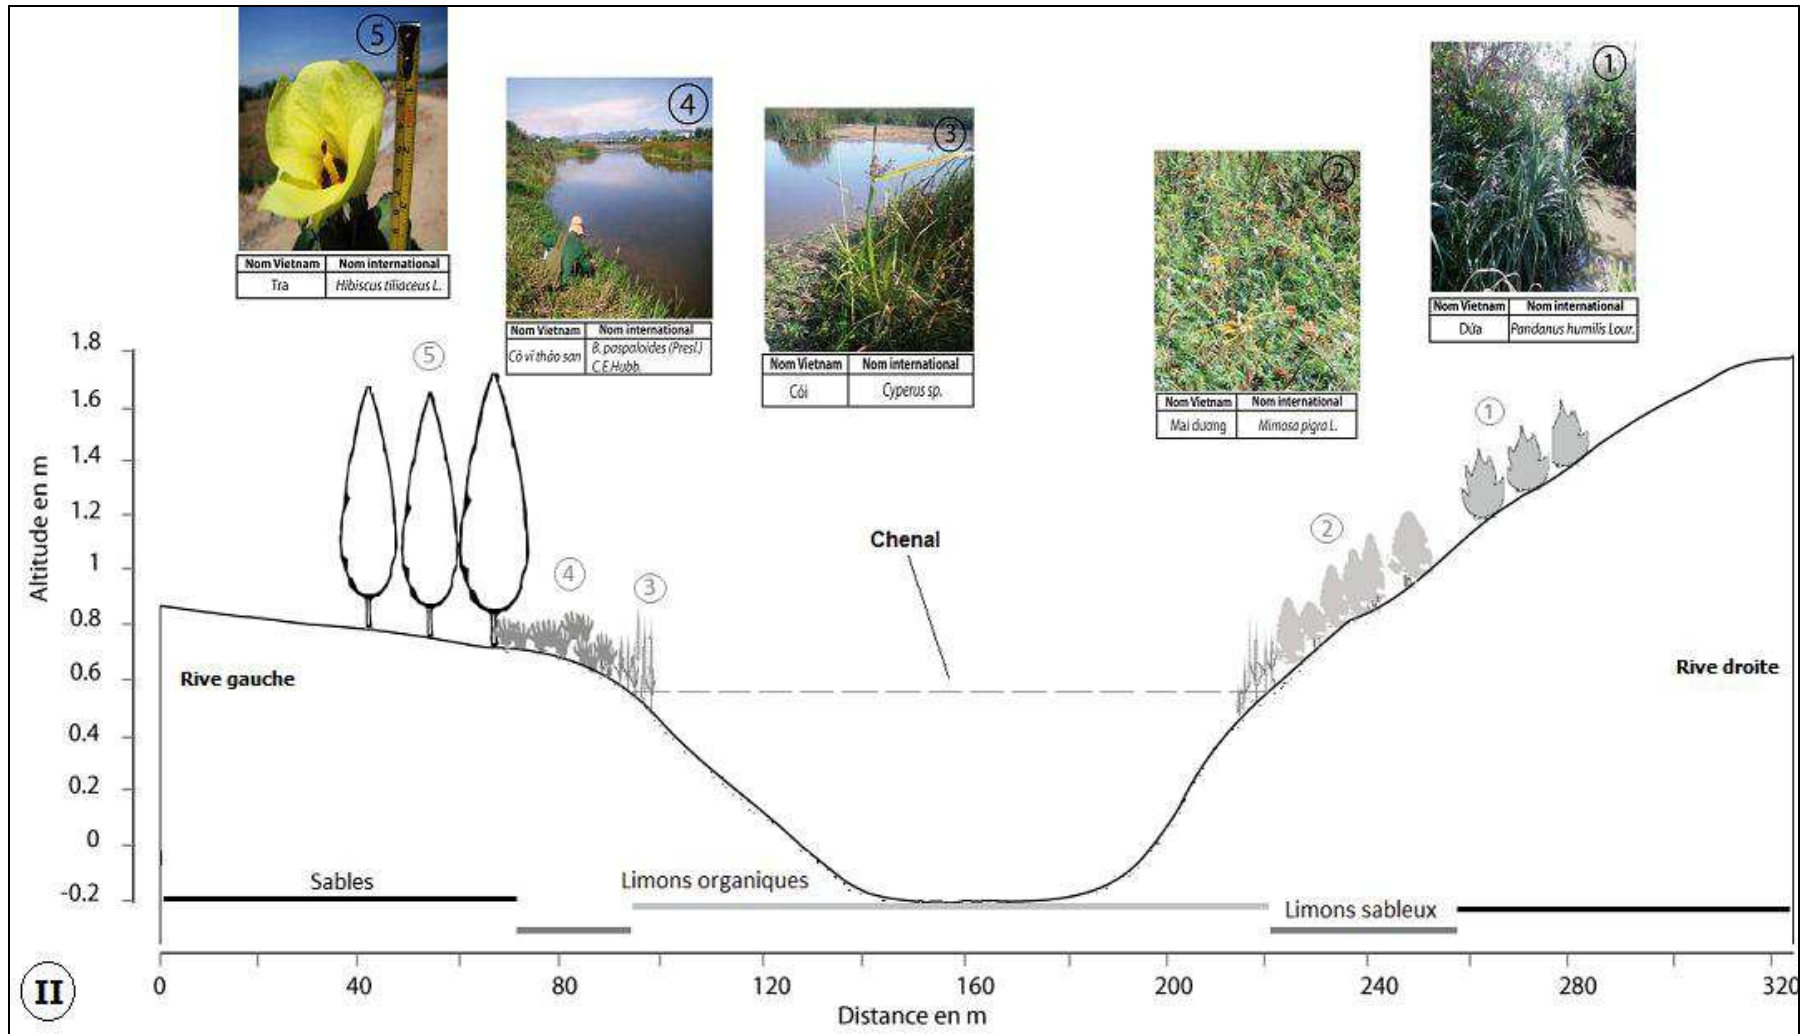 5
4
3
2
1
Nom Vietnam Nom international
Tra Hibiscus tiliaceus L.
Nom Vietnam Nom international
Cỏ vĩ thảo san B. paspaloides (Presl.)
C.E.Hubb.
Nom Vietnam Nom international
Cói Cyperus sp.
Nom Vietnam Nom international
Mai dương Mimosa pigra L.
Nom Vietnam Nom international
Dứa Pandanus humilis Lour.
1.8
1.6
1.4
1.2
1
0.8
0.6
0.4
0.2
0
-0.2
Altitude en m
5
4
3
2
1
Chenal
Rive gauche
Rive droite
Sables
Limons organiques
Limons sableux
0 40 80 120 160 200 240 280 320
Distance en m
II